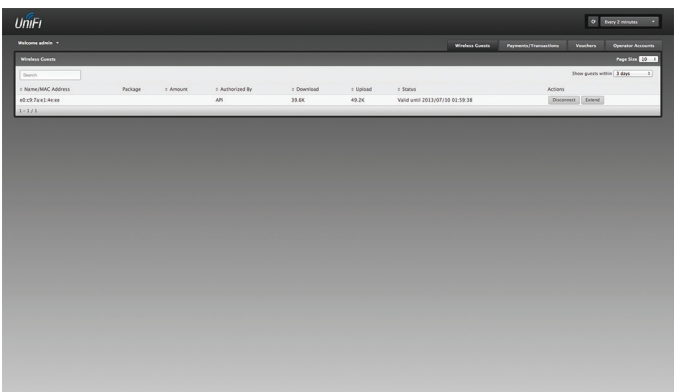 UniFi
Every 2 minutes
Welcome admin
Wireless Guests Payments/Transactions Vouchers Operator Accounts
Wireless Guests Page Size 10
Search Show guests within 3 days
Name/MAC Address Package Amount Authorized By Download Upload Status Actions
API 39.6K 49.2K Valid until 2013/07/10 01:59:38 Disconnect Extend
1 - 1 / 1